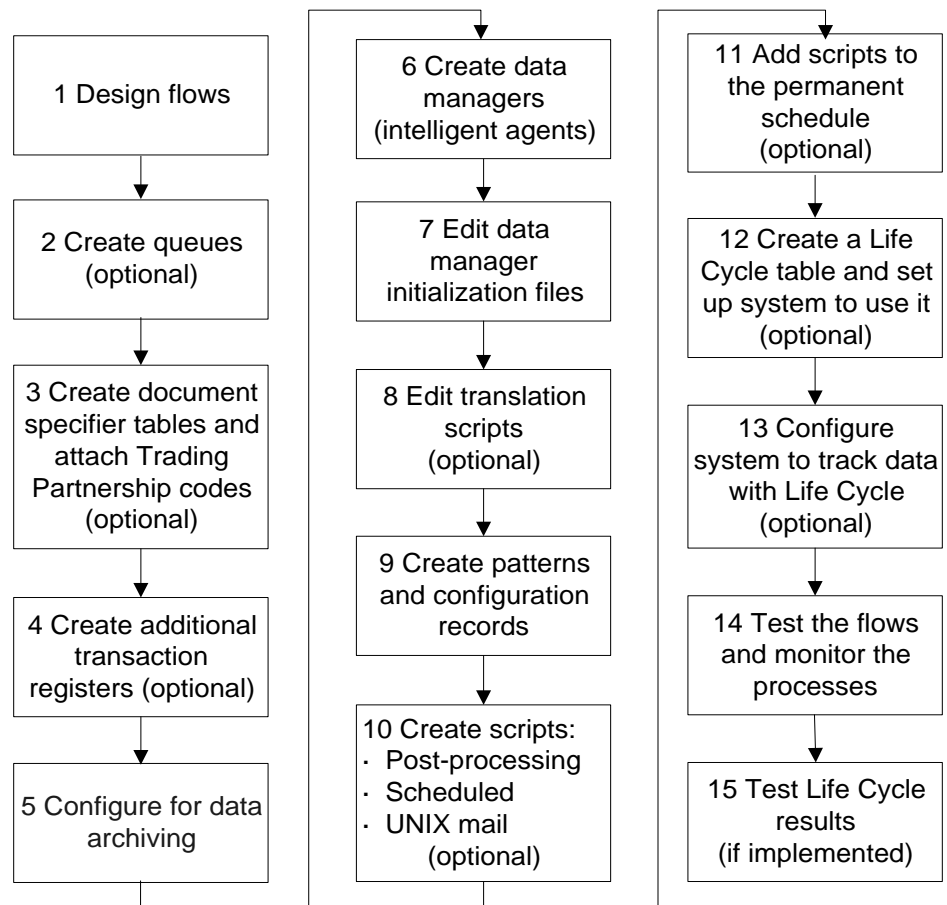 1 Design flows
2 Create queues
(optional)
3 Create document
specifier tables and
attach Trading
Partnership codes
(optional)
4 Create additional
transaction
registers (optional)
5 Configure for data
archiving
6 Create data
managers
(intelligent agents)
7 Edit data
manager
initialization files
8 Edit translation
scripts
(optional)
9 Create patterns
and configuration
records
10 Create scripts:
· Post-processing
· Scheduled
· UNIX mail
(optional)
11 Add scripts to
the permanent
schedule
(optional)
12 Create a Life
Cycle table and set
up system to use it
(optional)
13 Configure
system to track data
with Life Cycle
(optional)
14 Test the flows
and monitor the
processes
15 Test Life Cycle
results
(if implemented)